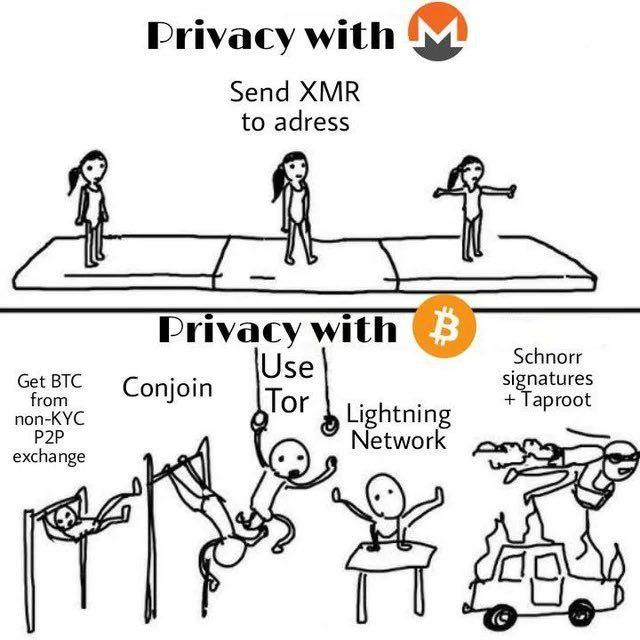 Privacy with
Send XMR
to adress
Privacy with
Get BTC
from
non-KYC
P2P
exchange
Conjoin
Use
Tor
Lightning
Network
Schnorr
signatures
+ Taproot